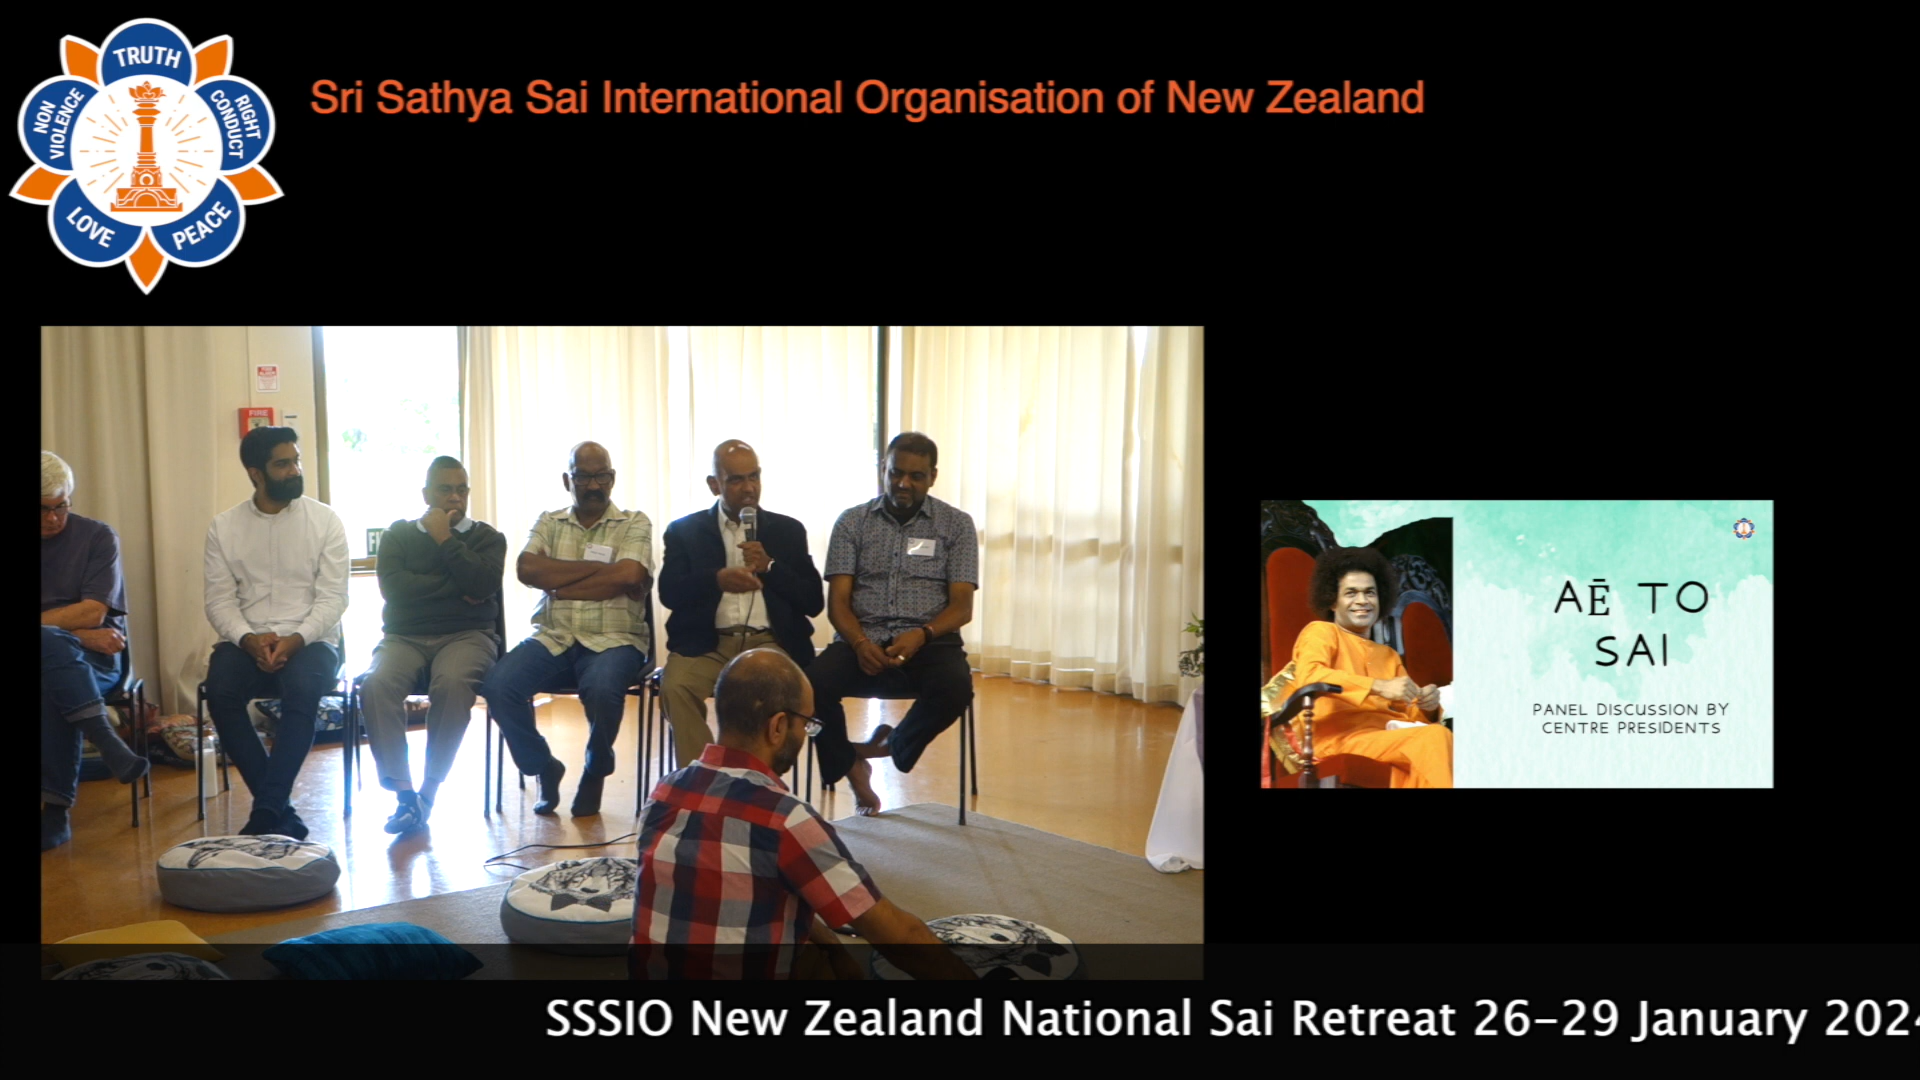 TRUTH
NON
VIOLENCE
RIGHT
CONDUCT
LOVE
PEACE
Sri Sathya Sai International Organisation of New Zealand
FIRE
AĒ TO
SAI
PANEL DISCUSSION BY
CENTRE PRESIDENTS
SSSIO New Zealand National Sai Retreat 26-29 January 202